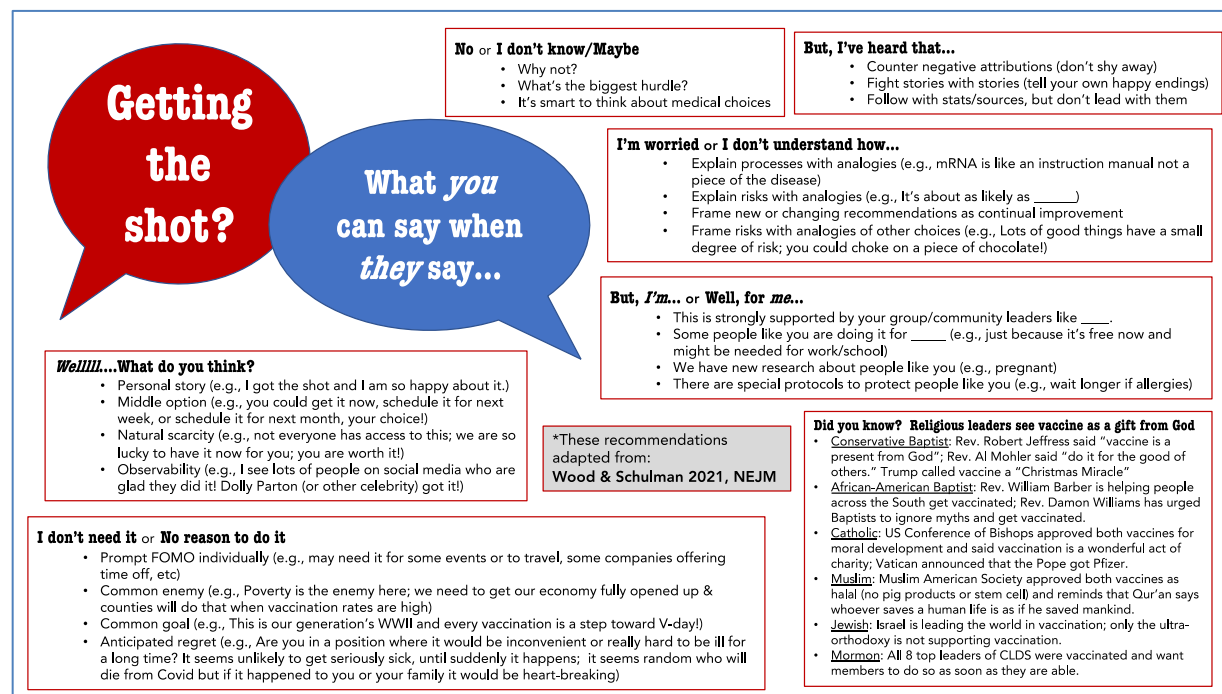 Getting
the
shot?
What you
can say when
they say...
No or I don't know/Maybe
• Why not?
• What's the biggest hurdle?
• It's smart to think about medical choices
But, I've heard that...
• Counter negative attributions (don't shy away)
• Fight stories with stories (tell your own happy endings)
• Follow with stats/sources, but don't lead with them
I'm worried or I don't understand how...
• Explain processes with analogies (e.g., mRNA is like an instruction manual not a
piece of the disease)
• Explain risks with analogies (e.g., It's about as likely as ______)
• Frame new or changing recommendations as continual improvement
• Frame risks with analogies of other choices (e.g., Lots of good things have a small
degree of risk; you could choke on a piece of chocolate!)
But, I'm... or Well, for me...
• This is strongly supported by your group/community leaders like ____.
• Some people like you are doing it for _____ (e.g., just because it's free now and
might be needed for work/school)
• We have new research about people like you (e.g., pregnant)
• There are special protocols to protect people like you (e.g., wait longer if allergies)
Wellllll....What do you think?
• Personal story (e.g., I got the shot and I am so happy about it.)
• Middle option (e.g., you could get it now, schedule it for next
week, or schedule it for next month, your choice!)
• Natural scarcity (e.g., not everyone has access to this; we are so
lucky to have it now for you; you are worth it!)
• Observability (e.g., I see lots of people on social media who are
glad they did it! Dolly Parton (or other celebrity) got it!)
*These recommendations
adapted from:
Wood & Schulman 2021, NEJM
I don't need it or No reason to do it
• Prompt FOMO individually (e.g., may need it for some events or to travel, some companies offering
time off, etc)
• Common enemy (e.g., Poverty is the enemy here; we need to get our economy fully opened up &
counties will do that when vaccination rates are high)
• Common goal (e.g., This is our generation's WWII and every vaccination is a step toward V-day!)
• Anticipated regret (e.g., Are you in a position where it would be inconvenient or really hard to be ill for
a long time? It seems unlikely to get seriously sick, until suddenly it happens; it seems random who will
die from Covid but if it happened to you or your family it would be heart-breaking)
Did you know? Religious leaders see vaccine as a gift from God
• Conservative Baptist: Rev. Robert Jeffress said "vaccine is a
present from God"; Rev. Al Mohler said "do it for the good of
others." Trump called vaccine a "Christmas Miracle"
• African-American Baptist: Rev. William Barber is helping people
across the South get vaccinated; Rev. Damon Williams has urged
Baptists to ignore myths and get vaccinated.
• Catholic: US Conference of Bishops approved both vaccines for
moral development and said vaccination is a wonderful act of
charity; Vatican announced that the Pope got Pfizer.
• Muslim: Muslim American Society approved both vaccines as
halal (no pig products or stem cell) and reminds that Qur'an says
whoever saves a human life is as if he saved mankind.
• Jewish: Israel is leading the world in vaccination; only the ultra-
orthodoxy is not supporting vaccination.
• Mormon: All 8 top leaders of CLDS were vaccinated and want
members to do so as soon as they are able.